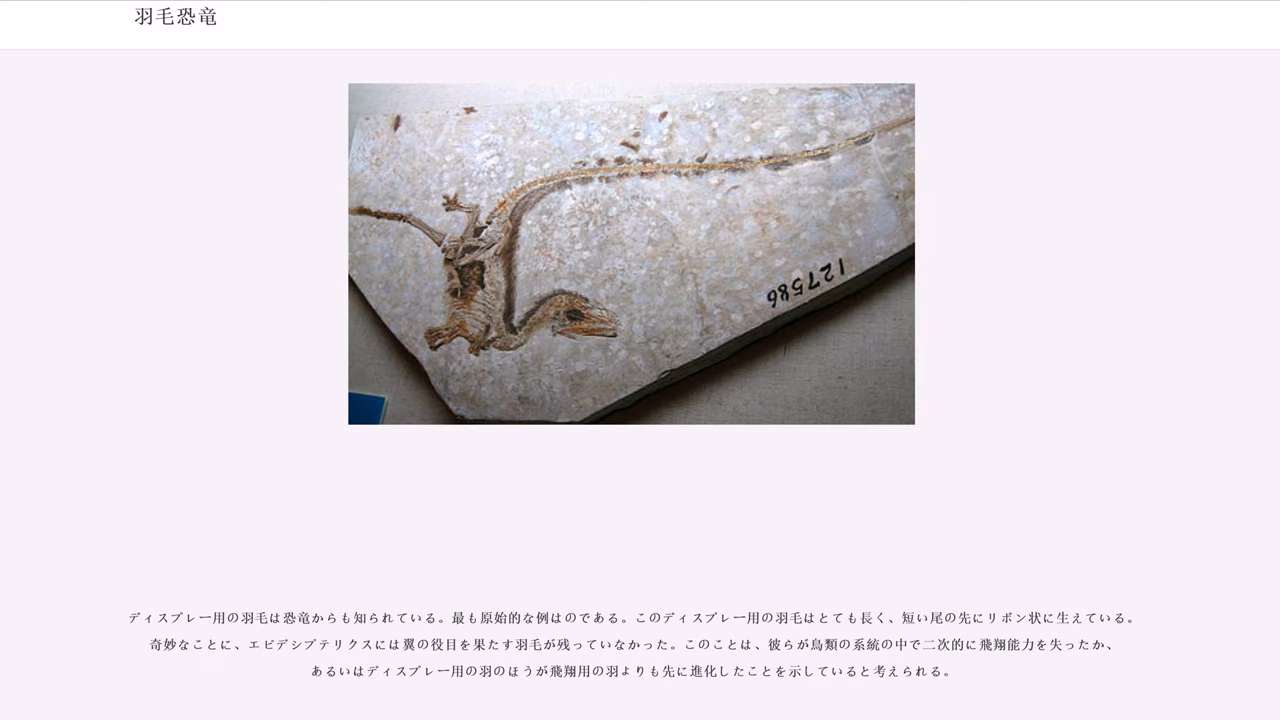 羽毛恐竜
127586
ディスプレー用の羽毛は恐竜からも知られている。最も原始的な例はのである。このディスプレー用の羽毛はとても長く、短い尾の先にリボン状に生えている。
奇妙なことに、エピデシプテリクスには翼の役目を果たす羽毛が残っていなかった。このことは、彼らが鳥類の系統の中で二次的に飛翔能力を失ったか、
あるいはディスプレー用の羽のほうが飛翔用の羽よりも先に進化したことを示していると考えられる。